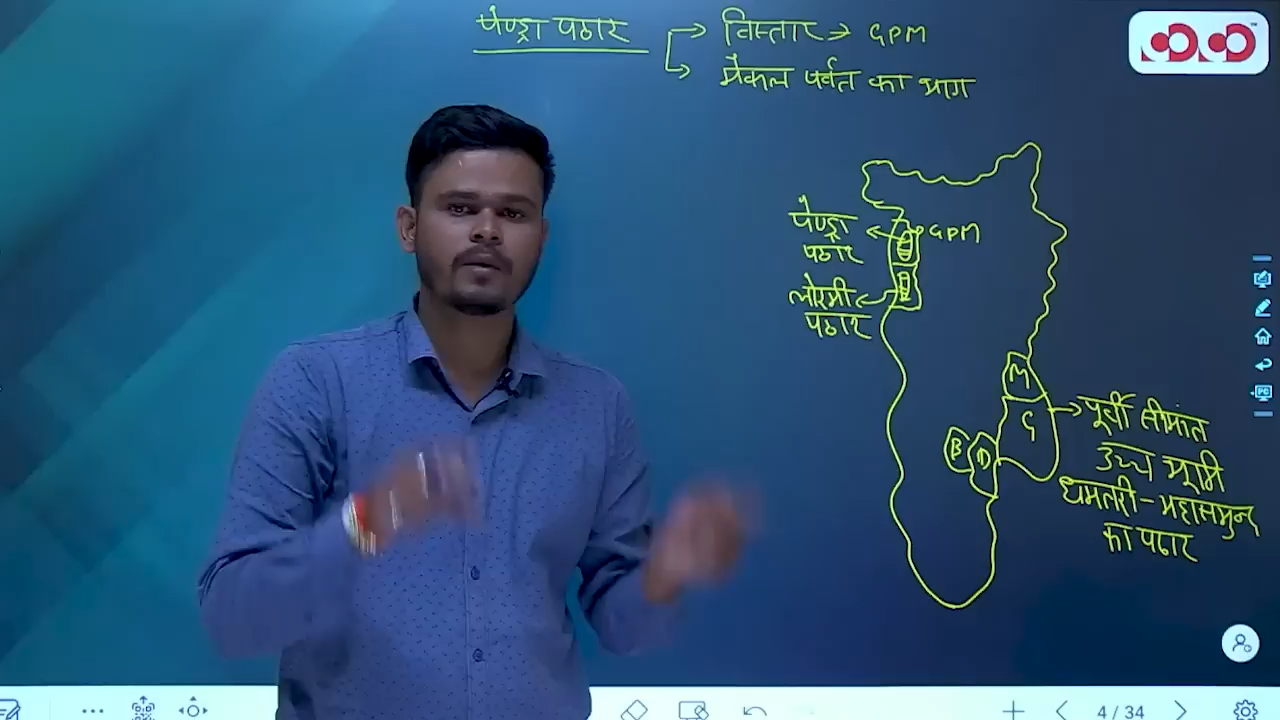 पेण्ड्रा पठार
विस्तार → GPM
मैकल पर्वत का भाग
पेण्ड्रा
पठार
GPM
लोरमी
पठार
M
G
B
D
पूर्वी सीमांत
उच्च भूमि
धमतरी-महासमुन्द
का पठार
4 / 34